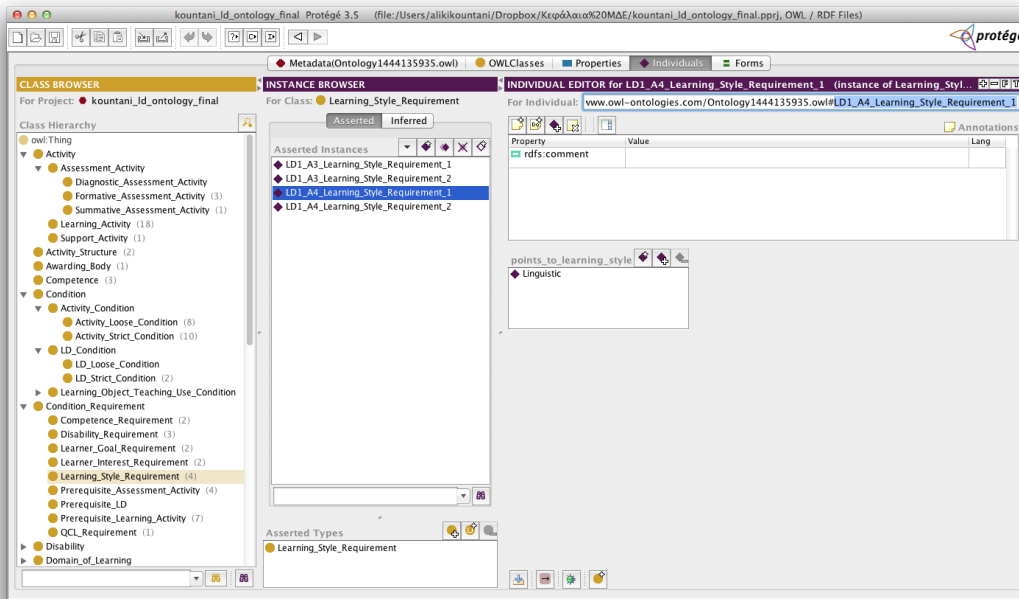 kountani_ld_ontology_final Protégé 3.5 (file:/Users/alikikountani/Dropbox/Κεφάλαια%20ΜΔΕ/kountani_ld_ontology_final.pprj, OWL / RDF Files)
protégé
Metadata(Ontology1444135935.owl) OWLClasses Properties Individuals Forms
CLASS BROWSER
For Project: kountani_ld_ontology_final
Class Hierarchy
owl:Thing
Activity
Assessment_Activity
Diagnostic_Assessment_Activity
Formative_Assessment_Activity (3)
Summative_Assessment_Activity (1)
Learning_Activity (18)
Support_Activity (1)
Activity_Structure (2)
Awarding_Body (1)
Competence (3)
Condition
Activity_Condition
Activity_Loose_Condition (8)
Activity_Strict_Condition (10)
LD_Condition
LD_Loose_Condition
LD_Strict_Condition (2)
Learning_Object_Teaching_Use_Condition
Condition_Requirement
Competence_Requirement (2)
Disability_Requirement (3)
Learner_Goal_Requirement (2)
Learner_Interest_Requirement (2)
Learning_Style_Requirement (4)
Prerequisite_Assessment_Activity (4)
Prerequisite_LD
Prerequisite_Learning_Activity (7)
QCL_Requirement (1)
Disability
Domain_of_Learning
INSTANCE BROWSER
For Class: Learning_Style_Requirement
Asserted Inferred
Asserted Instances
LD1_A3_Learning_Style_Requirement_1
LD1_A3_Learning_Style_Requirement_2
LD1_A4_Learning_Style_Requirement_1
LD1_A4_Learning_Style_Requirement_2
Asserted Types
Learning_Style_Requirement
INDIVIDUAL EDITOR for LD1_A4_Learning_Style_Requirement_1 (instance of Learning_Styl...
For Individual: www.owl-ontologies.com/Ontology1444135935.owl#LD1_A4_Learning_Style_Requirement_1
Annotations
Property Value Lang
rdfs:comment
points_to_learning_style
Linguistic